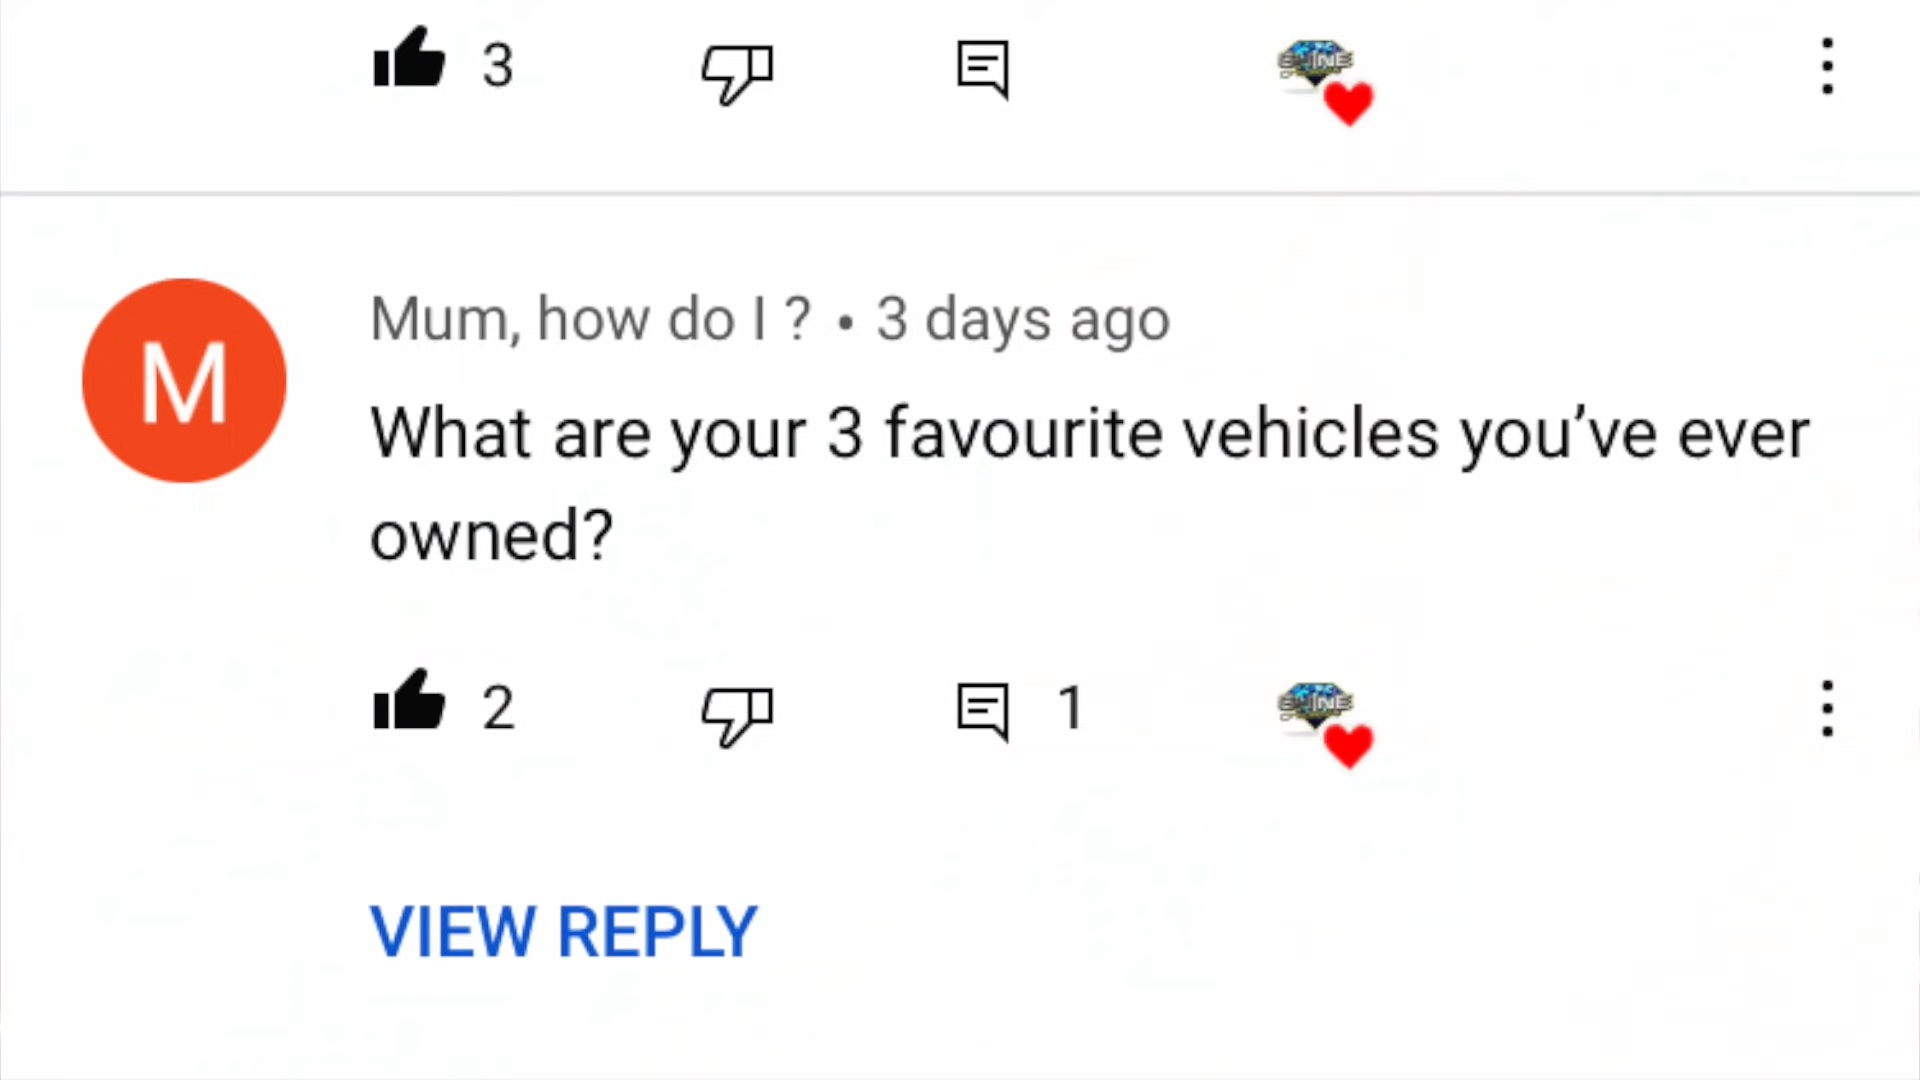 3
M
Mum, how do I ? • 3 days ago
What are your 3 favourite vehicles you’ve ever
owned?
2
1
VIEW REPLY